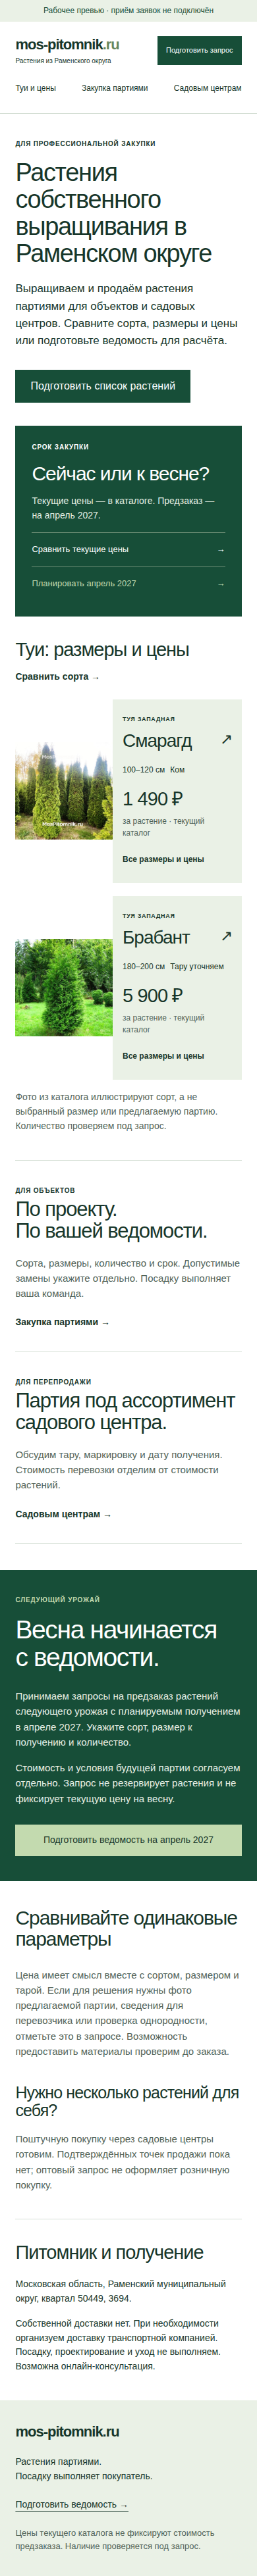 Рабочее превью · приём заявок не подключён
mos-pitomnik.ru
Растения из Раменского округа
Подготовить запрос
Туи и цены
Закупка партиями
Садовым центрам
ДЛЯ ПРОФЕССИОНАЛЬНОЙ ЗАКУПКИ
Растения
собственного
выращивания в
Раменском округе
Выращиваем и продаём растения
партиями для объектов и садовых
центров. Сравните сорта, размеры и цены
или подготовьте ведомость для расчёта.
Подготовить список растений
СРОК ЗАКУПКИ
Сейчас или к весне?
Текущие цены — в каталоге. Предзаказ —
на апрель 2027.
Сравнить текущие цены →
Планировать апрель 2027 →
Туи: размеры и цены
Сравнить сорта →
ТУЯ ЗАПАДНАЯ
Смарагд ↗
100–120 см Ком
1 490 ₽
за растение · текущий
каталог
Все размеры и цены
ТУЯ ЗАПАДНАЯ
Брабант ↗
180–200 см Тару уточняем
5 900 ₽
за растение · текущий
каталог
Все размеры и цены
Фото из каталога иллюстрируют сорт, а не
выбранный размер или предлагаемую партию.
Количество проверяем под запрос.
ДЛЯ ОБЪЕКТОВ
По проекту.
По вашей ведомости.
Сорта, размеры, количество и срок. Допустимые
замены укажите отдельно. Посадку выполняет
ваша команда.
Закупка партиями →
ДЛЯ ПЕРЕПРОДАЖИ
Партия под ассортимент
садового центра.
Обсудим тару, маркировку и дату получения.
Стоимость перевозки отделим от стоимости
растений.
Садовым центрам →
СЛЕДУЮЩИЙ УРОЖАЙ
Весна начинается
с ведомости.
Принимаем запросы на предзаказ растений
следующего урожая с планируемым получением
в апреле 2027. Укажите сорт, размер к
получению и количество.
Стоимость и условия будущей партии согласуем
отдельно. Запрос не резервирует растения и не
фиксирует текущую цену на весну.
Подготовить ведомость на апрель 2027
Сравнивайте одинаковые
параметры
Цена имеет смысл вместе с сортом, размером и
тарой. Если для решения нужны фото
предлагаемой партии, сведения для
перевозчика или проверка однородности,
отметьте это в запросе. Возможность
предоставить материалы проверим до заказа.
Нужно несколько растений для
себя?
Поштучную покупку через садовые центры
готовим. Подтверждённых точек продажи пока
нет; оптовый запрос не оформляет розничную
покупку.
Питомник и получение
Московская область, Раменский муниципальный
округ, квартал 50449, 3694.
Собственной доставки нет. При необходимости
организуем доставку транспортной компанией.
Посадку, проектирование и уход не выполняем.
Возможна онлайн-консультация.
mos-pitomnik.ru
Растения партиями.
Посадку выполняет покупатель.
Подготовить ведомость →
Цены текущего каталога не фиксируют стоимость
предзаказа. Наличие проверяется под запрос.